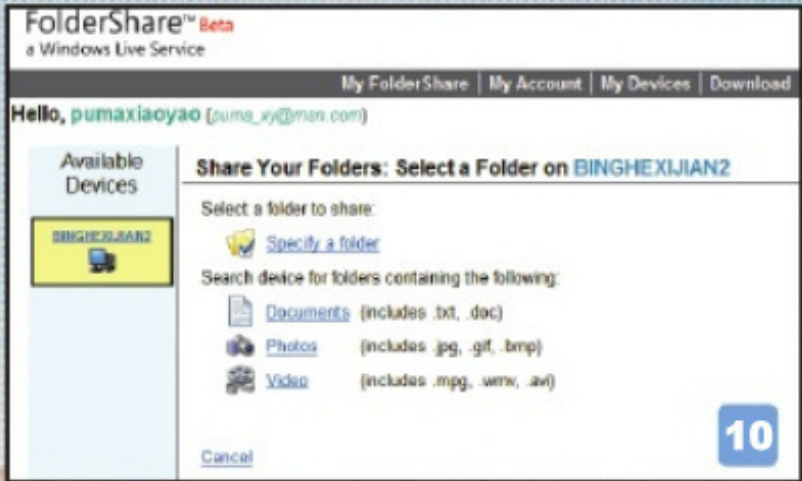 FolderShare™ Beta
a Windows Live Service
My FolderShare | My Account | My Devices | Download
Hello, pumaxiaoyao (puma_xy@msn.com)
Available
Devices
BINGHEXIJIAN2
Share Your Folders: Select a Folder on BINGHEXIJIAN2
Select a folder to share:
Specify a folder
Search device for folders containing the following:
Documents (includes .txt, .doc)
Photos (includes .jpg, .gif, .bmp)
Video (includes .mpg, .wmv, .avi)
Cancel
10